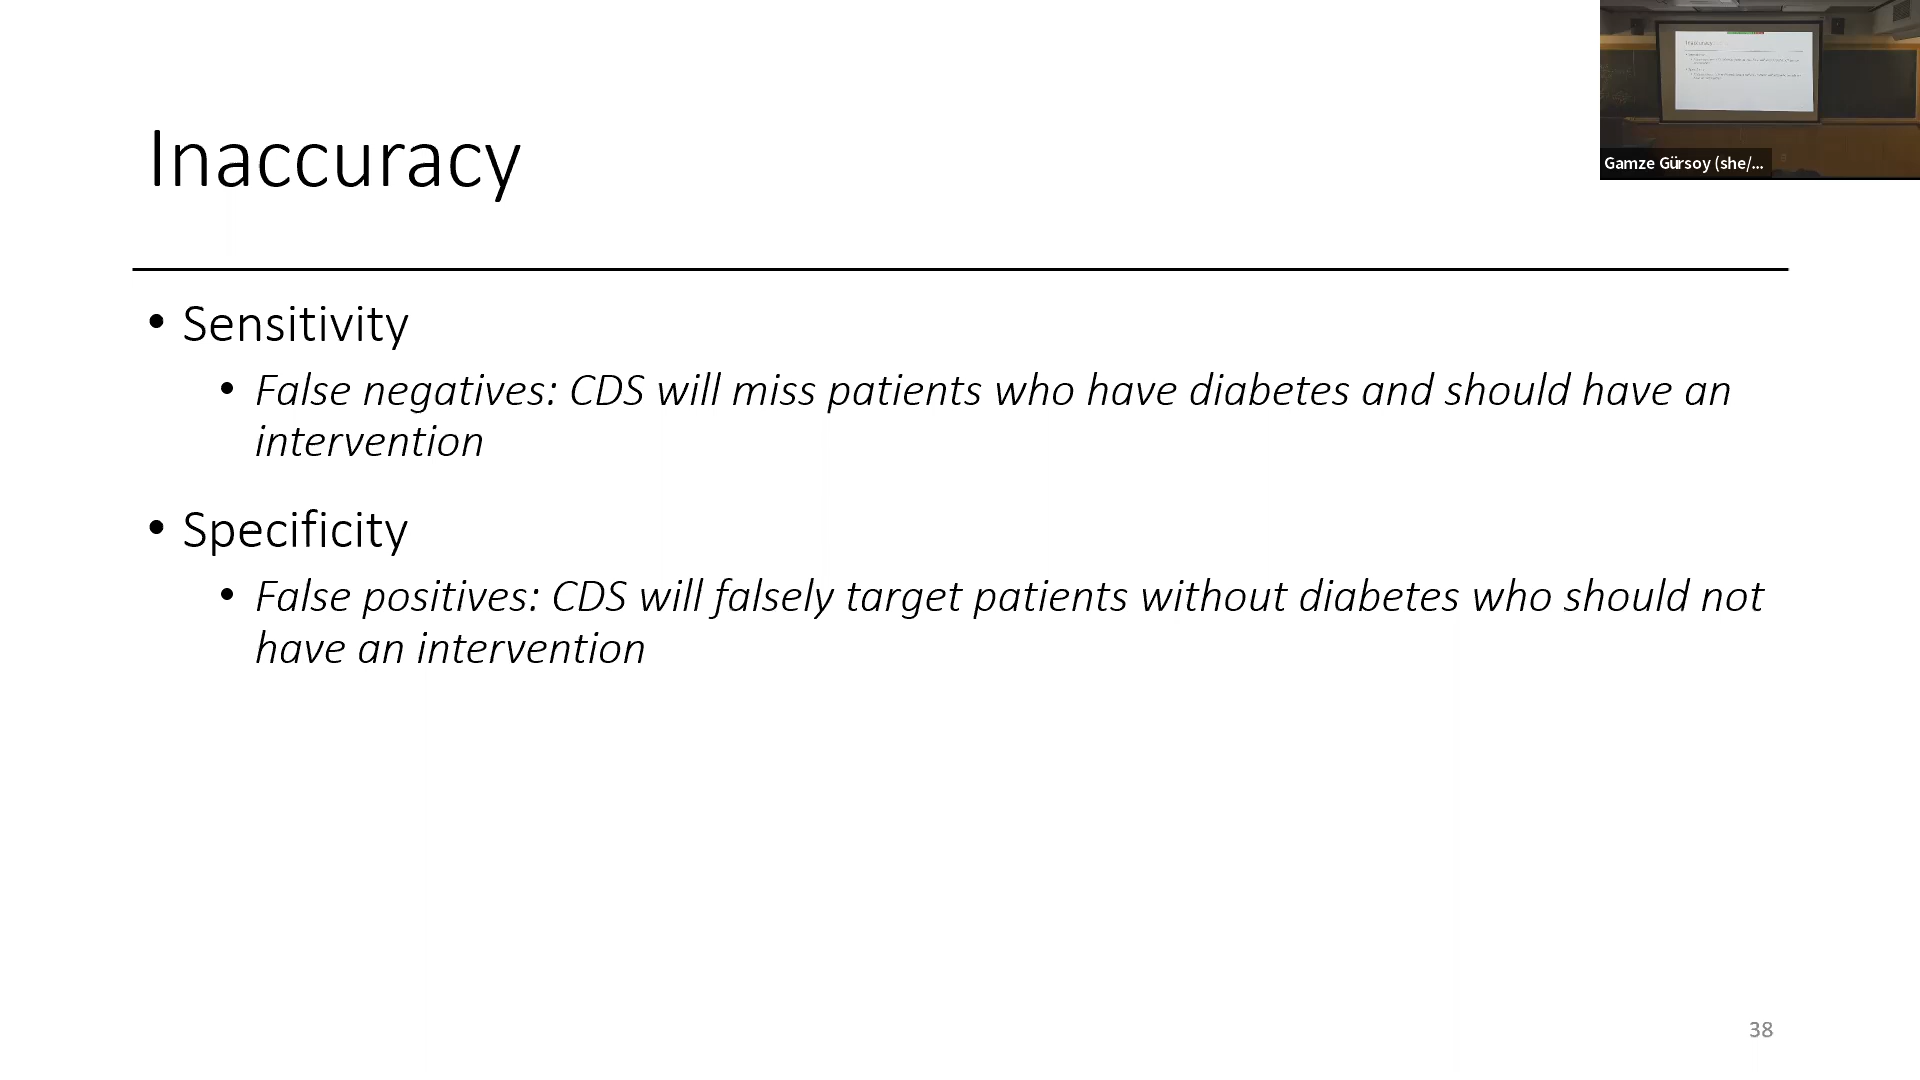 Inaccuracy
Gamze Gürsoy (she/...
• Sensitivity
• False negatives: CDS will miss patients who have diabetes and should have an
intervention
• Specificity
• False positives: CDS will falsely target patients without diabetes who should not
have an intervention
38